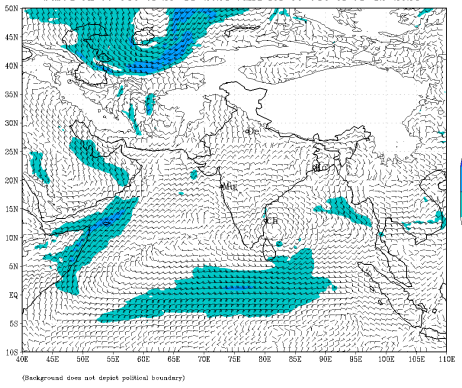 50N
45N
40N
35N
30N
25N
20N
15N
10N
5N
EQ
5S
10S
40E 45E 50E 55E 60E 65E 70E 75E 80E 85E 90E 95E 100E 105E 110E
(Background does not depict political boundary)